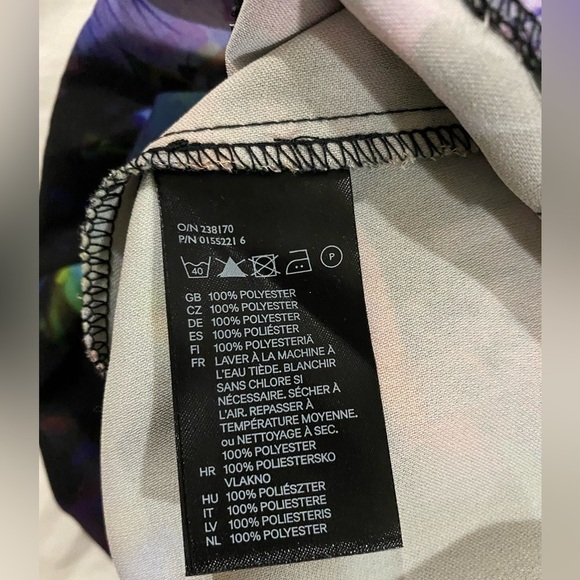 O/N 238170
P/N 0155221 6
40 P
GB 100% POLYESTER
CZ 100% POLYESTER
DE 100% POLYESTER
ES 100% POLIÉSTER
FI 100% POLYESTERIÄ
FR LAVER À LA MACHINE À
L'EAU TIÈDE. BLANCHIR
SANS CHLORE SI
NÉCESSAIRE. SÉCHER À
L'AIR. REPASSER À
TEMPÉRATURE MOYENNE.
ou NETTOYAGE À SEC.
100% POLYESTER
HR 100% POLIESTERSKO
VLAKNO
HU 100% POLIÉSZTER
IT 100% POLIESTERE
LV 100% POLIESTERIS
NL 100% POLYESTER